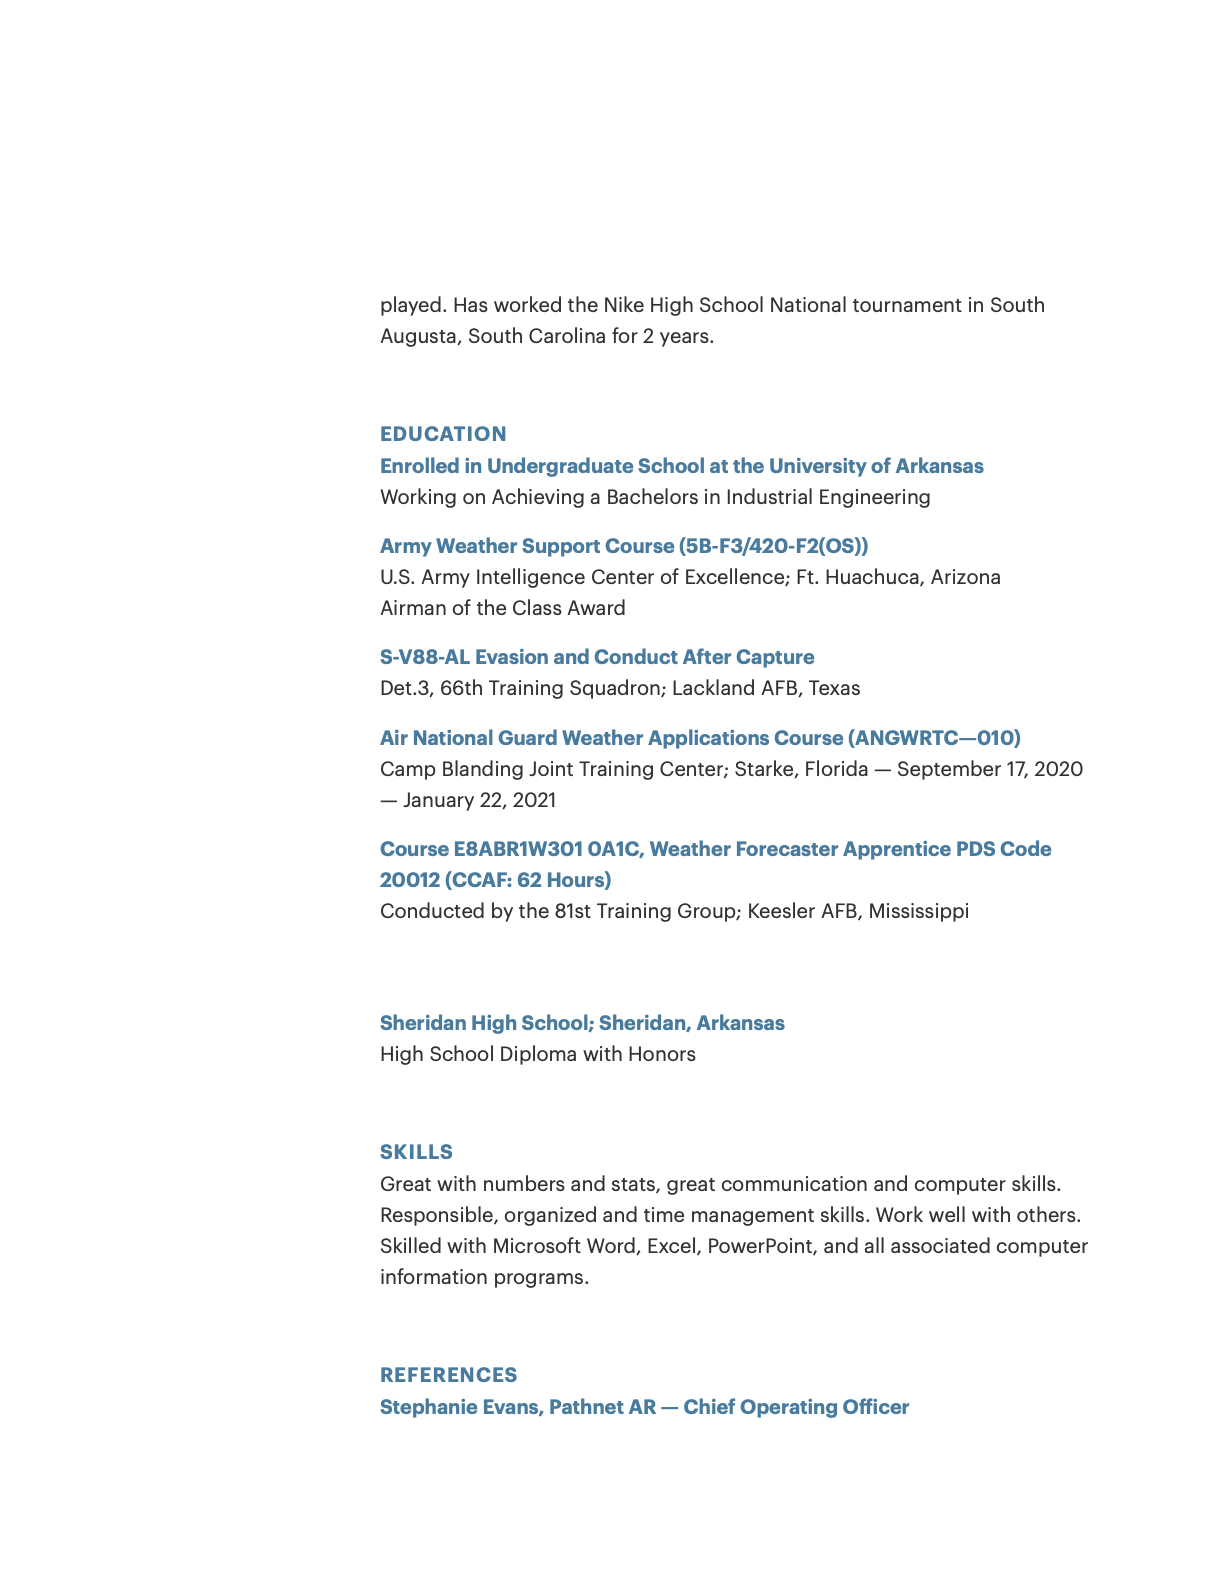 played. Has worked the Nike High School National tournament in South
Augusta, South Carolina for 2 years.
EDUCATION
Enrolled in Undergraduate School at the University of Arkansas
Working on Achieving a Bachelors in Industrial Engineering
Army Weather Support Course (5B-F3/420-F2(OS))
U.S. Army Intelligence Center of Excellence; Ft. Huachuca, Arizona
Airman of the Class Award
S-V88-AL Evasion and Conduct After Capture
Det.3, 66th Training Squadron; Lackland AFB, Texas
Air National Guard Weather Applications Course (ANGWRTC—010)
Camp Blanding Joint Training Center; Starke, Florida — September 17, 2020
— January 22, 2021
Course E8ABR1W301 0A1C, Weather Forecaster Apprentice PDS Code
20012 (CCAF: 62 Hours)
Conducted by the 81st Training Group; Keesler AFB, Mississippi
Sheridan High School; Sheridan, Arkansas
High School Diploma with Honors
SKILLS
Great with numbers and stats, great communication and computer skills.
Responsible, organized and time management skills. Work well with others.
Skilled with Microsoft Word, Excel, PowerPoint, and all associated computer
information programs.
REFERENCES
Stephanie Evans, Pathnet AR — Chief Operating Officer